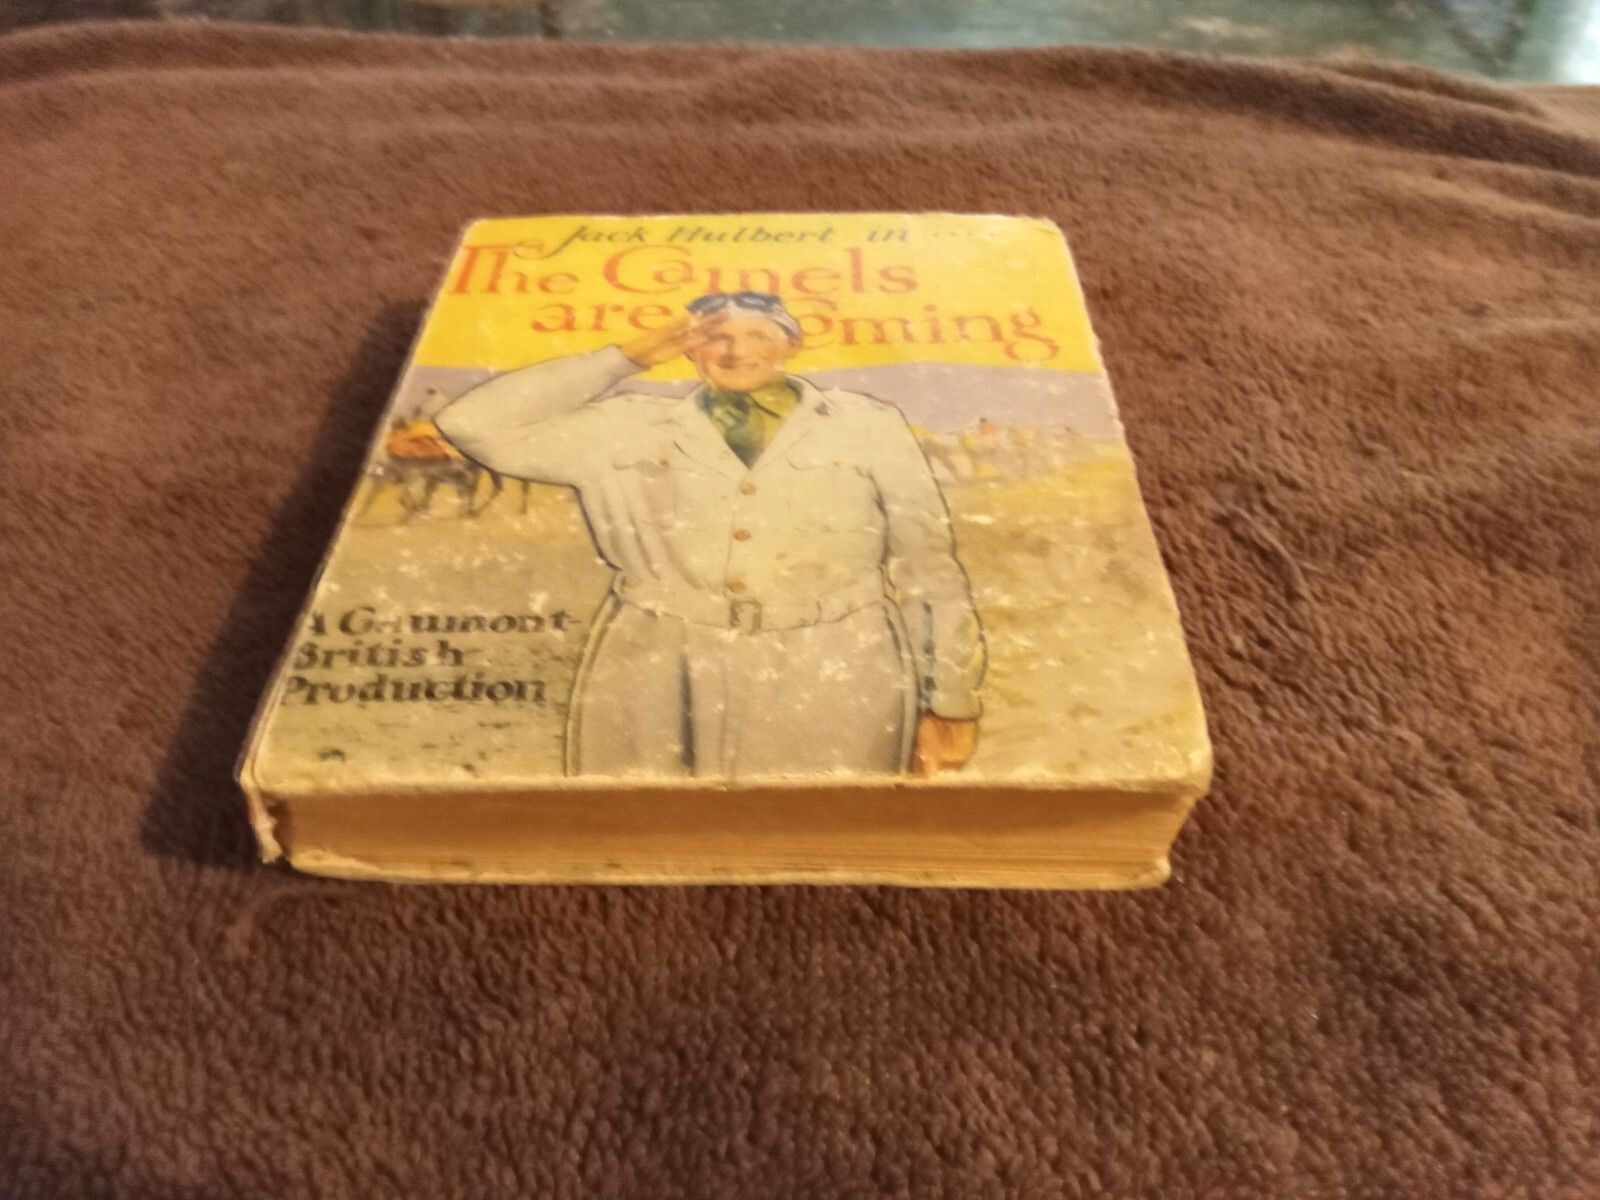 Jack Hulbert in .....
The Camels
are Coming
A Gaumont-
British
Production